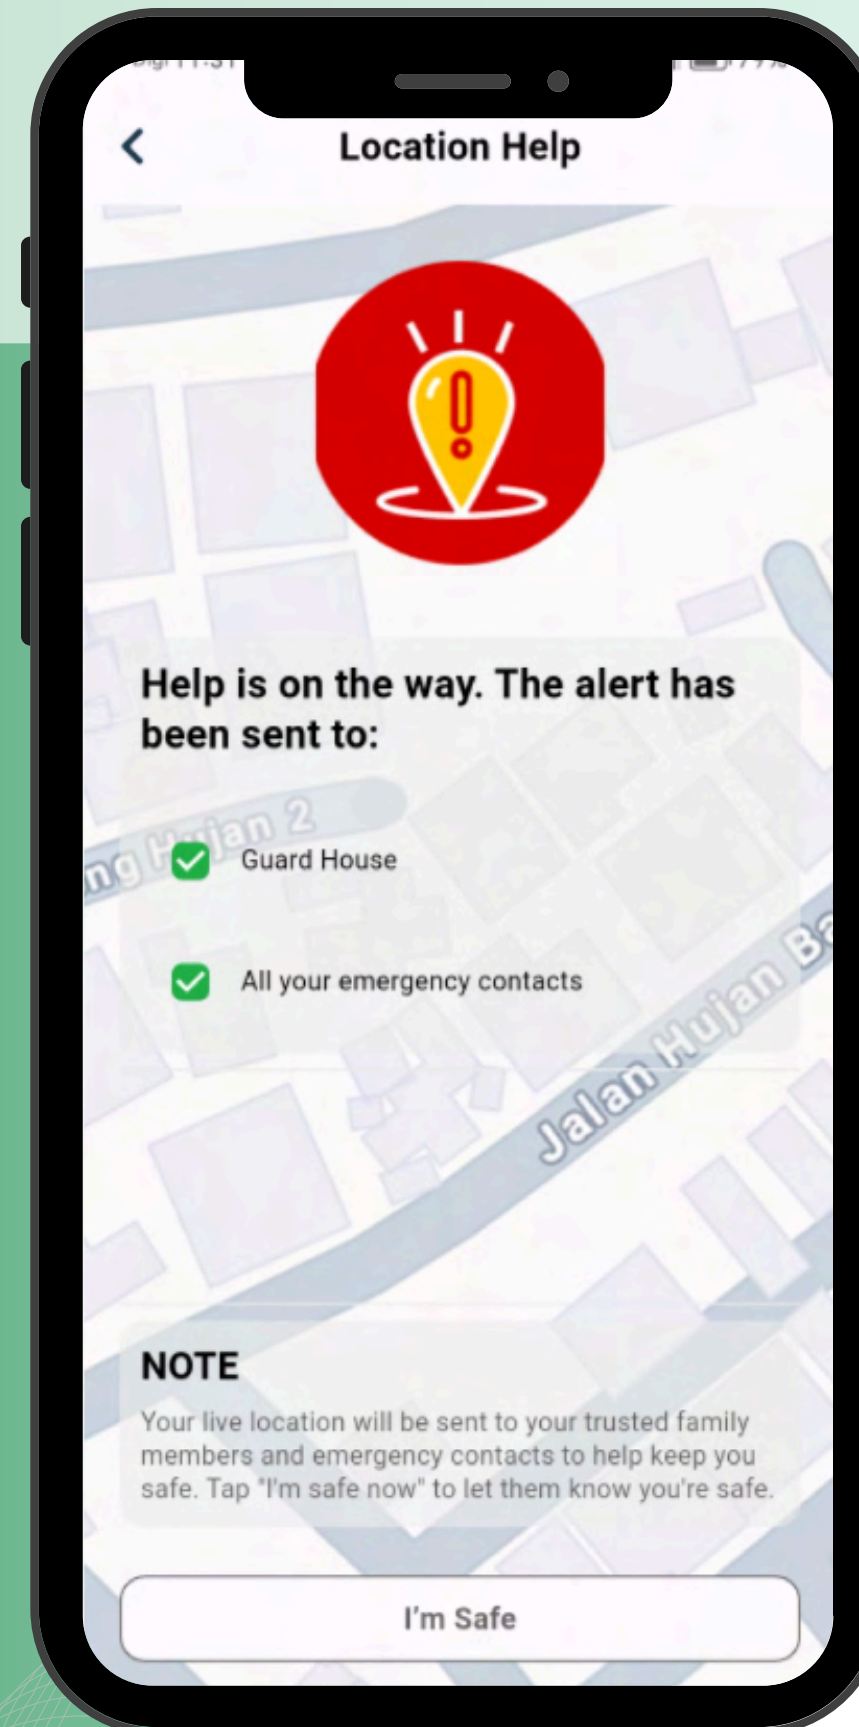 Location Help
Help is on the way. The alert has
been sent to:
Hujan 2
Guard House
All your emergency contacts
Jalan Hujan
NOTE
Your live location will be sent to your trusted family
members and emergency contacts to help keep you
safe. Tap "I'm safe now" to let them know you're safe.
I'm Safe